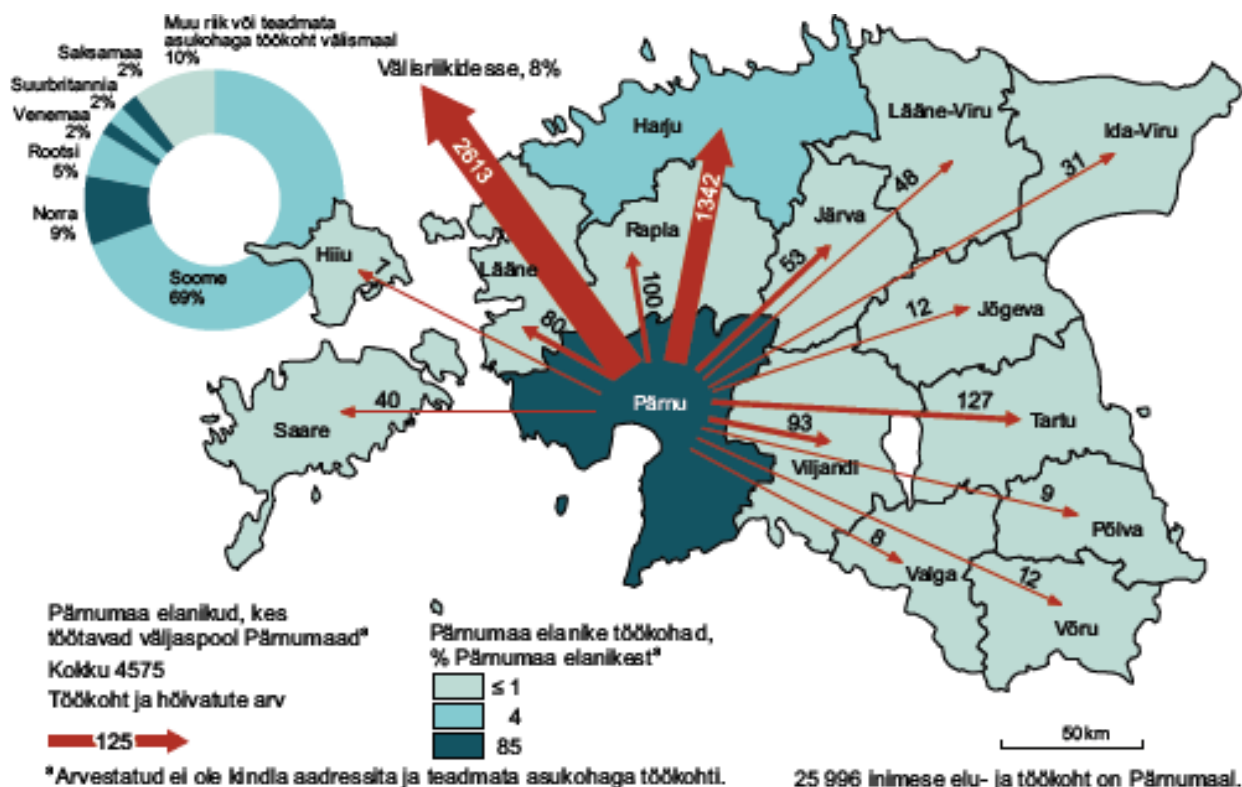 Muu riik või teadmata
asukohaga töökoht välismaal
10%
Saksamaa
2%
Suurbritannia
2%
Venemaa
2%
Rootsi
5%
Norra
9%
Soome
69%
Välisriikidesse, 8%
2613
1342
Harju
Lääne-Viru
Ida-Viru
48
31
Järva
53
Rapla
100
Hiiu
7
Lääne
80
12
Jõgeva
Pärnu
40
Saare
127
Tartu
93
Viljandi
9
Põlva
8
Valga
12
Võru
Pärnumaa elanikud, kes
töötavad väljaspool Pärnumaadª
Kokku 4575
Töökoht ja hõivatute arv
125
Pärnumaa elanike töökohad,
% Pärnumaa elanikestª
≤ 1
4
85
50 km
ªArvestatud ei ole kindla aadressita ja teadmata asukohaga töökohti.
25 996 inimese elu- ja töökoht on Pärnumaal.